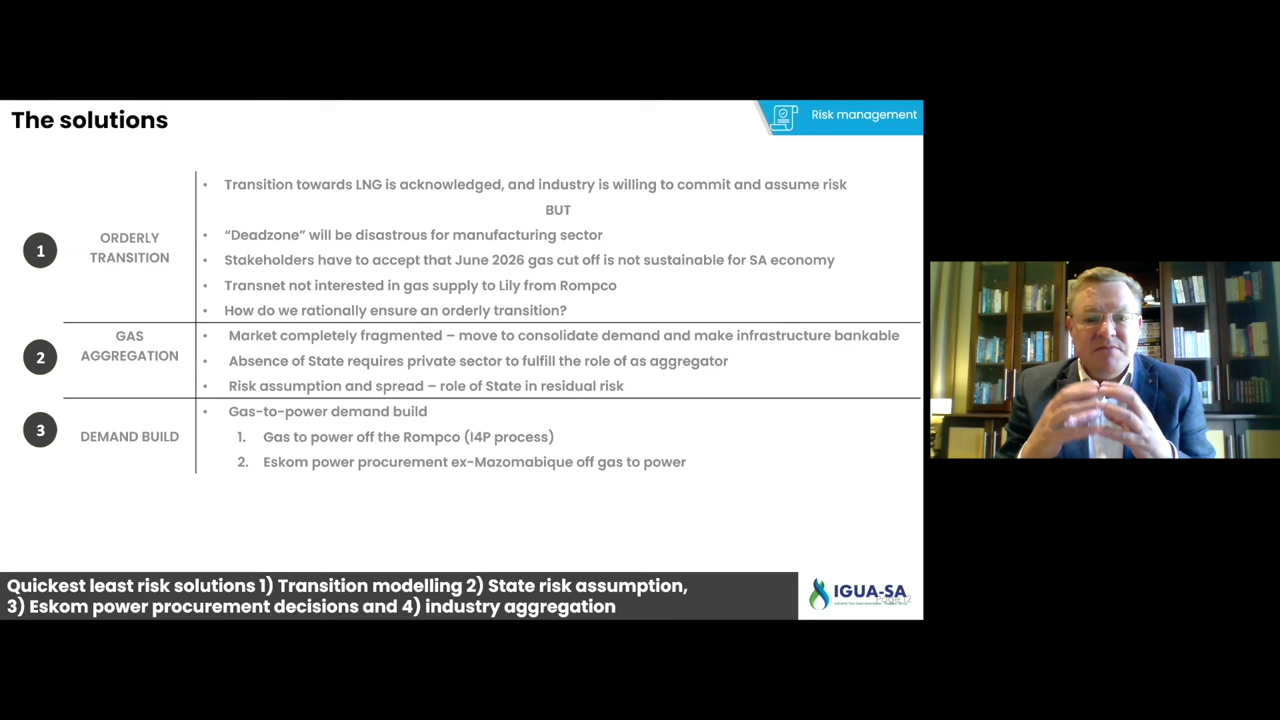 The solutions
Risk management
• Transition towards LNG is acknowledged, and industry is willing to commit and assume risk
BUT
• “Deadzone” will be disastrous for manufacturing sector
1
ORDERLY
TRANSITION
• Stakeholders have to accept that June 2026 gas cut off is not sustainable for SA economy
• Transnet not interested in gas supply to Lily from Rompco
• How do we rationally ensure an orderly transition?
2
GAS
AGGREGATION
• Market completely fragmented – move to consolidate demand and make infrastructure bankable
• Absence of State requires private sector to fulfill the role of as aggregator
• Risk assumption and spread – role of State in residual risk
3
DEMAND BUILD
• Gas-to-power demand build
1. Gas to power off the Rompco (I4P process)
2. Eskom power procurement ex-Mazomabique off gas to power
Quickest least risk solutions 1) Transition modelling 2) State risk assumption,
3) Eskom power procurement decisions and 4) industry aggregation
IGUA-SA